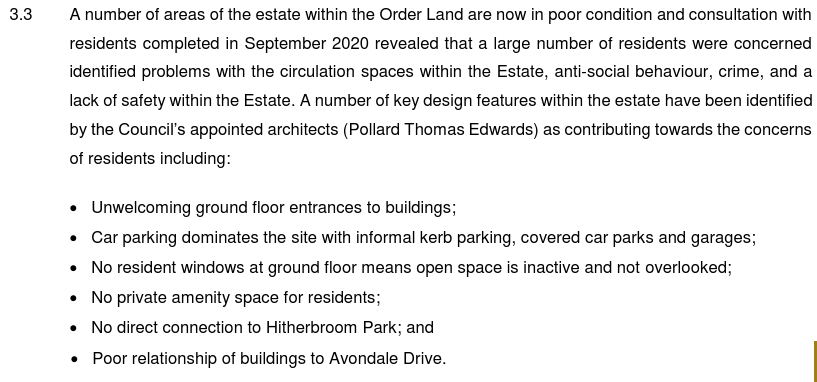 3.3 A number of areas of the estate within the Order Land are now in poor condition and consultation with
residents completed in September 2020 revealed that a large number of residents were concerned
identified problems with the circulation spaces within the Estate, anti-social behaviour, crime, and a
lack of safety within the Estate. A number of key design features within the estate have been identified
by the Council's appointed architects (Pollard Thomas Edwards) as contributing towards the concerns
of residents including:
• Unwelcoming ground floor entrances to buildings;
• Car parking dominates the site with informal kerb parking, covered car parks and garages;
• No resident windows at ground floor means open space is inactive and not overlooked;
• No private amenity space for residents;
• No direct connection to Hitherbroom Park; and
• Poor relationship of buildings to Avondale Drive.